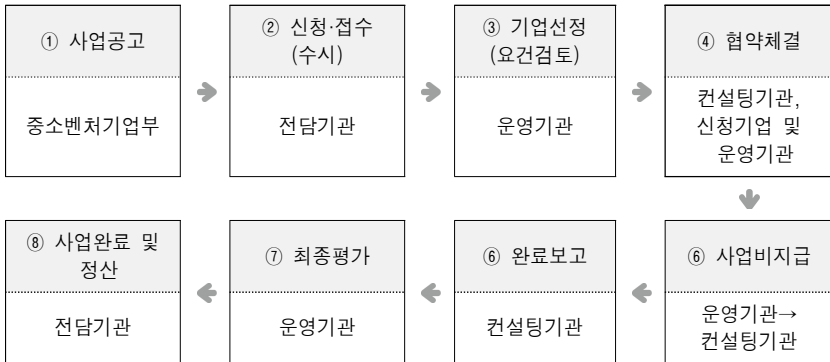 ① 사업공고
중소벤처기업부
② 신청·접수
(수시)
전담기관
③ 기업선정
(요건검토)
운영기관
④ 협약체결
컨설팅기관,
신청기업 및
운영기관
⑥ 사업비지급
운영기관→
컨설팅기관
⑥ 완료보고
컨설팅기관
⑦ 최종평가
운영기관
⑧ 사업완료 및
정산
전담기관